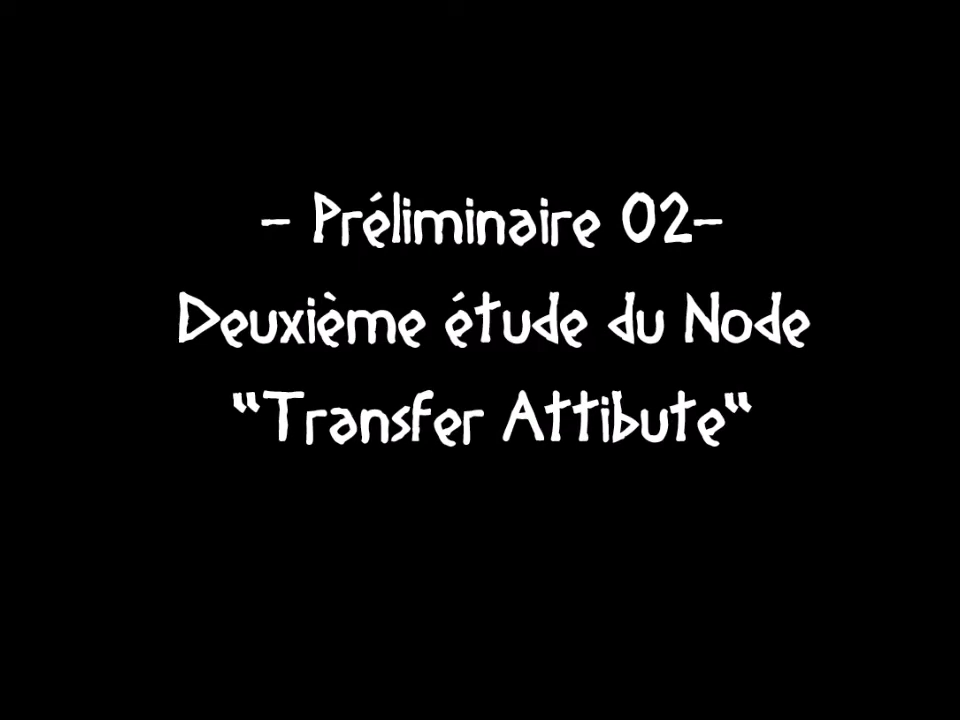 - Préliminaire 02-
Deuxième étude du Node
"Transfer Attibute"